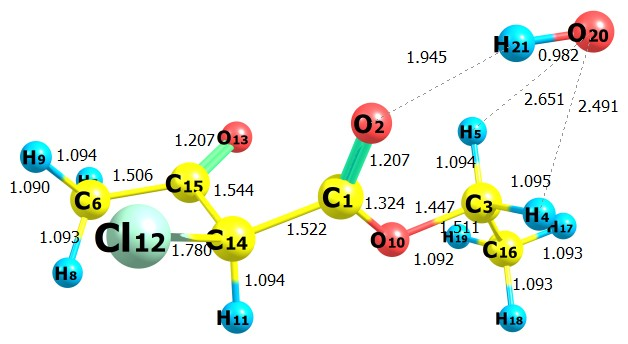 H21
O20
0.982
1.945
2.651
2.491
O2
H5
1.207
O13
1.207
H9
1.094
1.506
C15
1.544
1.094
1.095
1.090
C6
C1
1.324
1.447
C3
H4
H17
1.093
Cl12
1.780
C14
1.522
O10
1.511
H19
C16
1.092
1.093
H8
1.094
1.093
H11
H18